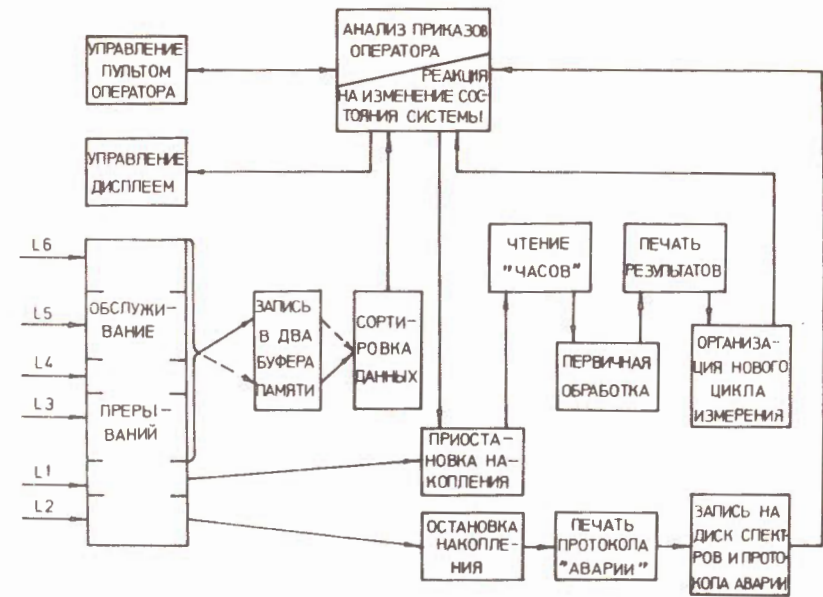 УПРАВЛЕНИЕ
ПУЛЬТОМ
ОПЕРАТОРА
АНАЛИЗ ПРИКАЗОВ
ОПЕРАТОРА
РЕАКЦИЯ
НА ИЗМЕНЕНИЕ СОС-
ТОЯНИЯ СИСТЕМЫ
УПРАВЛЕНИЕ
ДИСПЛЕЕМ
L6
L5
L4
L3
L1
L2
ОБСЛУЖИ-
ВАНИЕ
ПРЕРЫ-
ВАНИЙ
ЗАПИСЬ
В ДВА
БУФЕРА
ПАМЯТИ
СОРТИ-
РОВКА
ДАННЫХ
ЧТЕНИЕ
"ЧАСОВ"
ПЕРВИЧНАЯ
ОБРАБОТКА
ПЕЧАТЬ
РЕЗУЛЬТАТОВ
ОРГАНИЗА-
ЦИЯ НОВОГО
ЦИКЛА
ИЗМЕРЕНИЯ
ПРИОСТА-
НОВКА НА-
КОПЛЕНИЯ
ОСТАНОВКА
НАКОПЛЕ-
НИЯ
ПЕЧАТЬ
ПРОТОКОЛА
"АВАРИИ"
ЗАПИСЬ НА
ДИСК СПЕКТ-
РОВ И ПРОТО-
КОЛА АВАРИИ